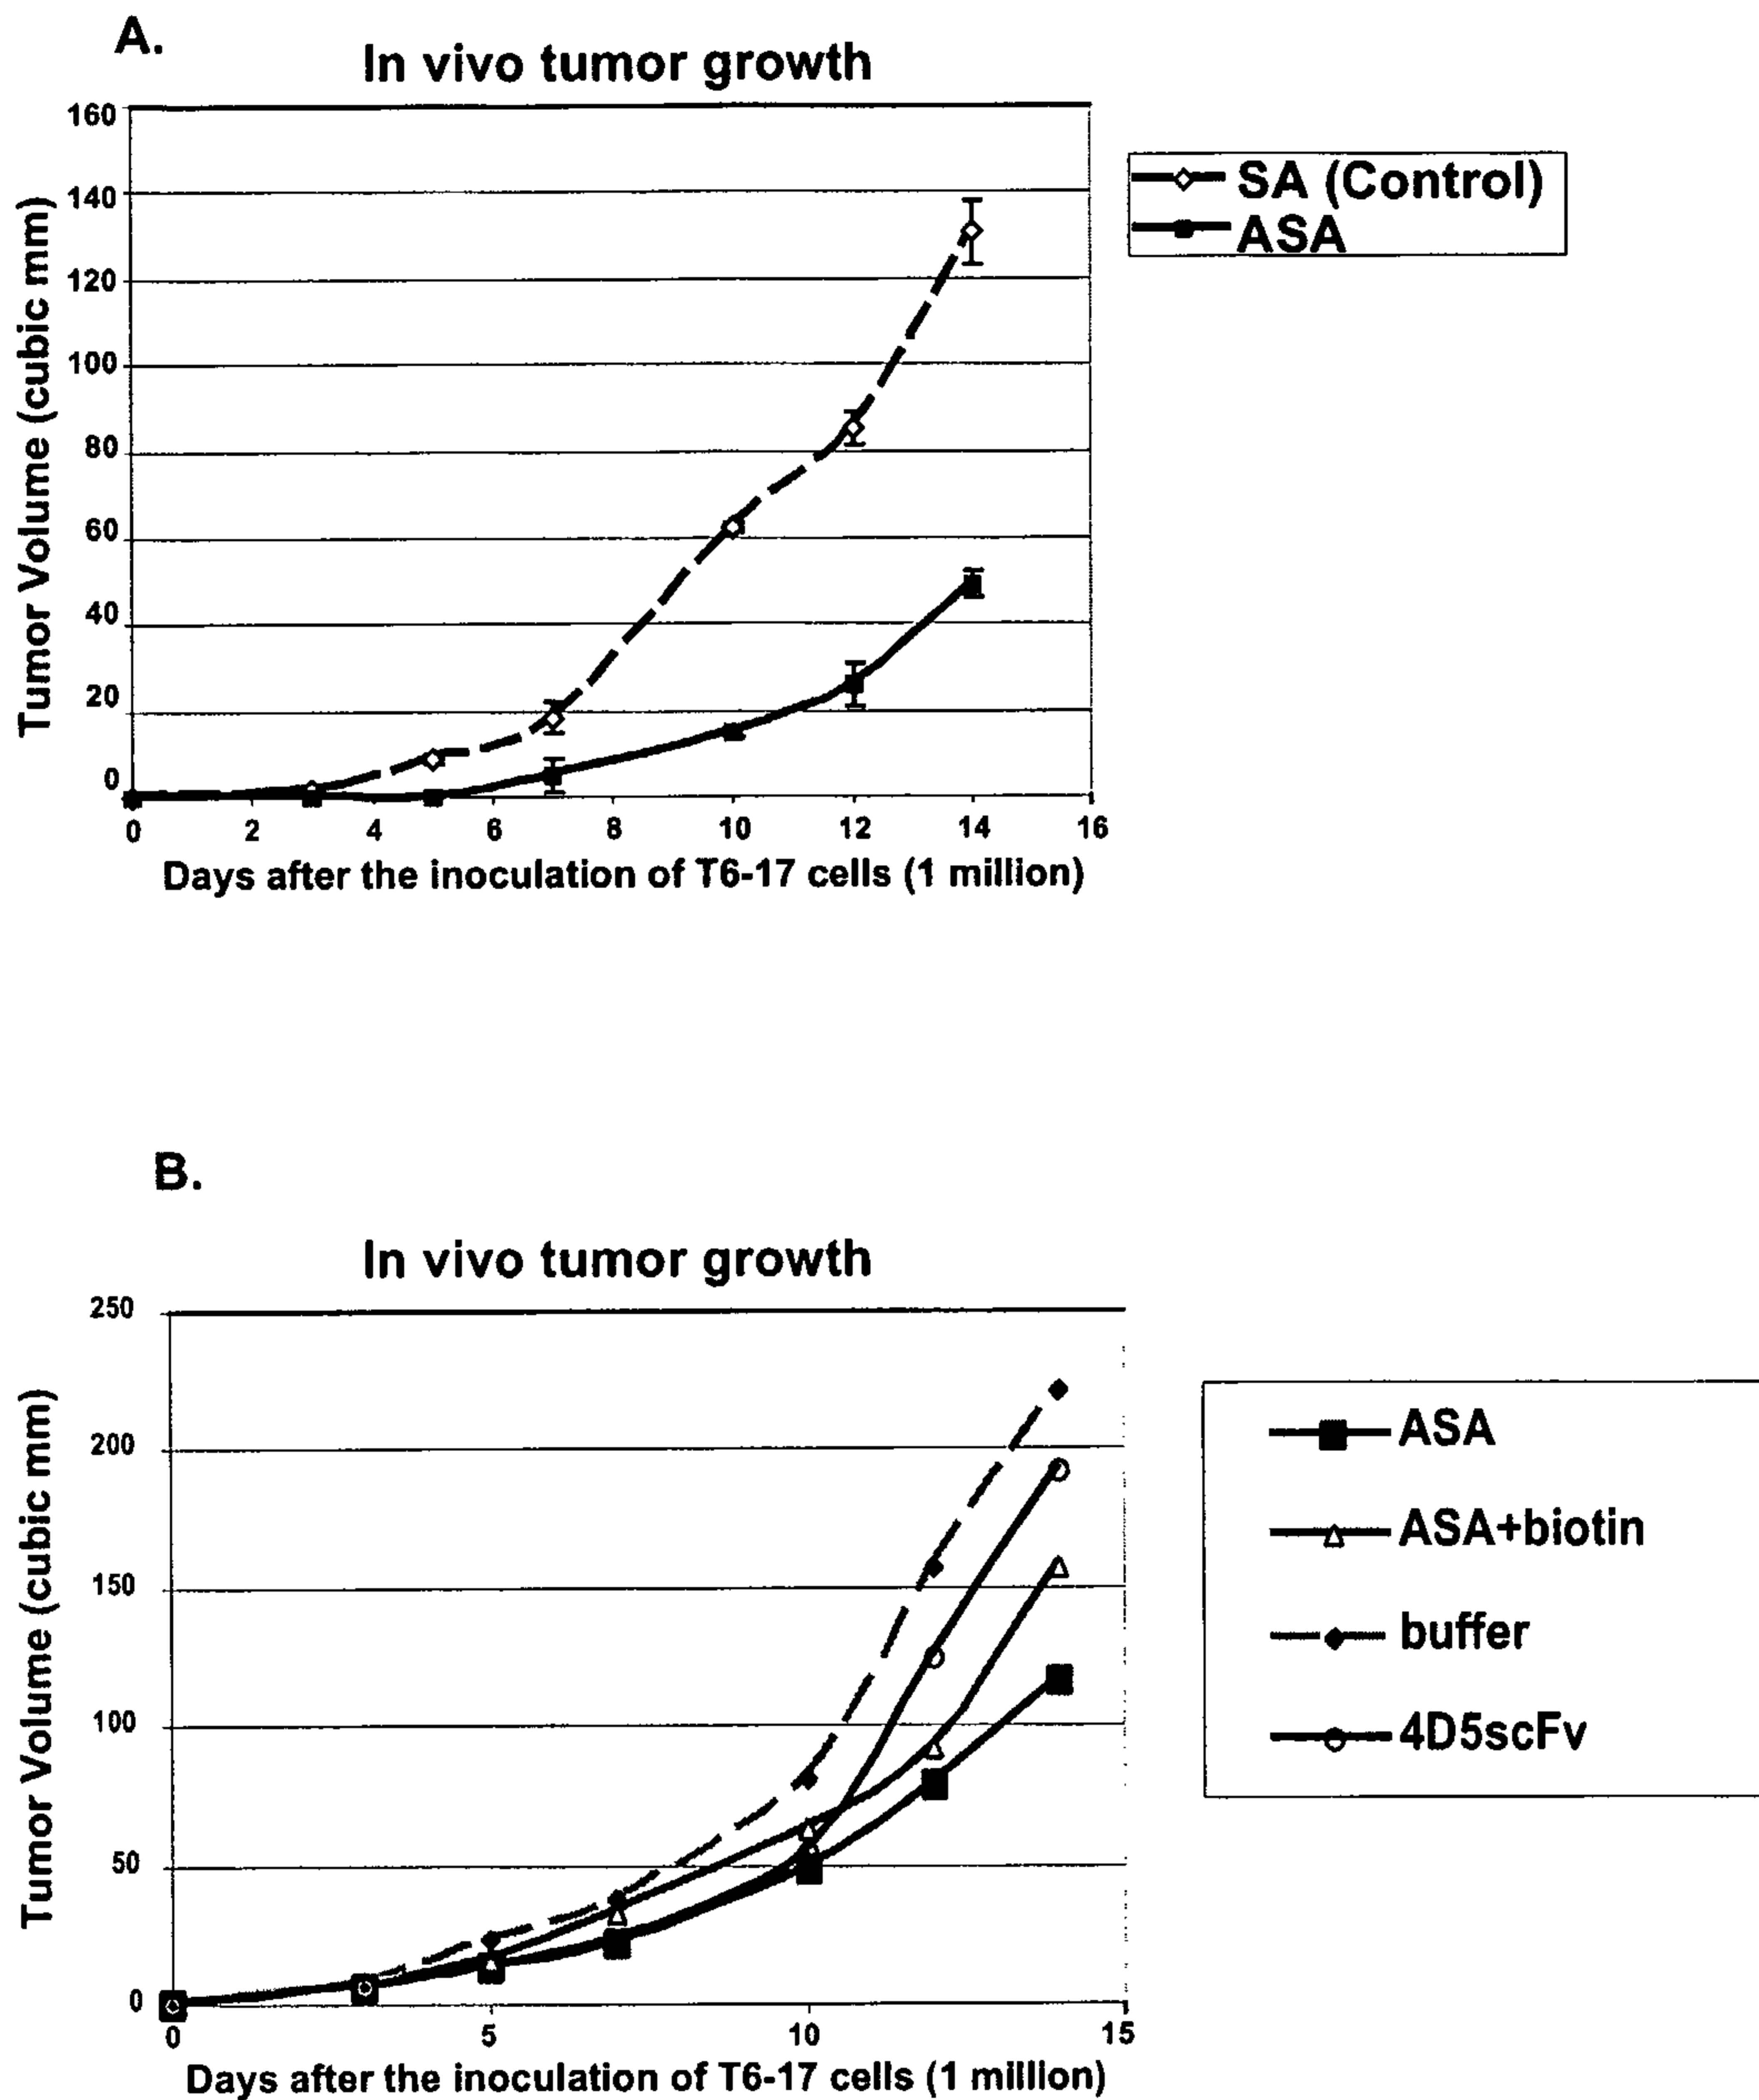 A.
In vivo tumor growth
160
140
120
100
80
60
40
20
0
Tumor Volume (cubic mm)
0 2 4 6 8 10 12 14 16
Days after the inoculation of T6-17 cells (1 million)
SA (Control)
ASA
B.
In vivo tumor growth
250
200
150
100
50
0
Tumor Volume (cubic mm)
0 5 10 15
Days after the inoculation of T6-17 cells (1 million)
ASA
ASA+biotin
buffer
4D5scFv